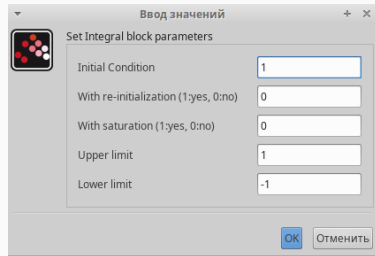 Ввод значений
Set Integral block parameters
Initial Condition 1
With re-initialization (1:yes, 0:no) 0
With saturation (1:yes, 0:no) 0
Upper limit 1
Lower limit -1
OK Отменить